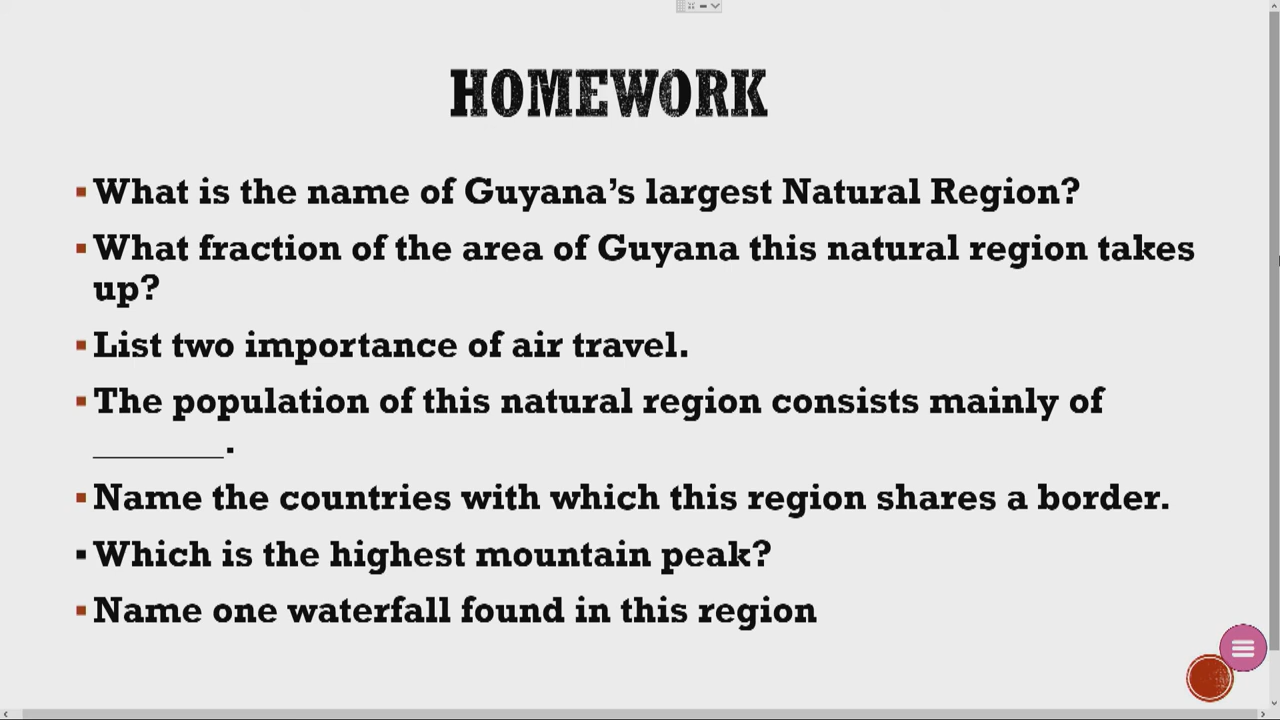 HOMEWORK
What is the name of Guyana’s largest Natural Region?
What fraction of the area of Guyana this natural region takes
up?
List two importance of air travel.
The population of this natural region consists mainly of
________.
Name the countries with which this region shares a border.
Which is the highest mountain peak?
Name one waterfall found in this region